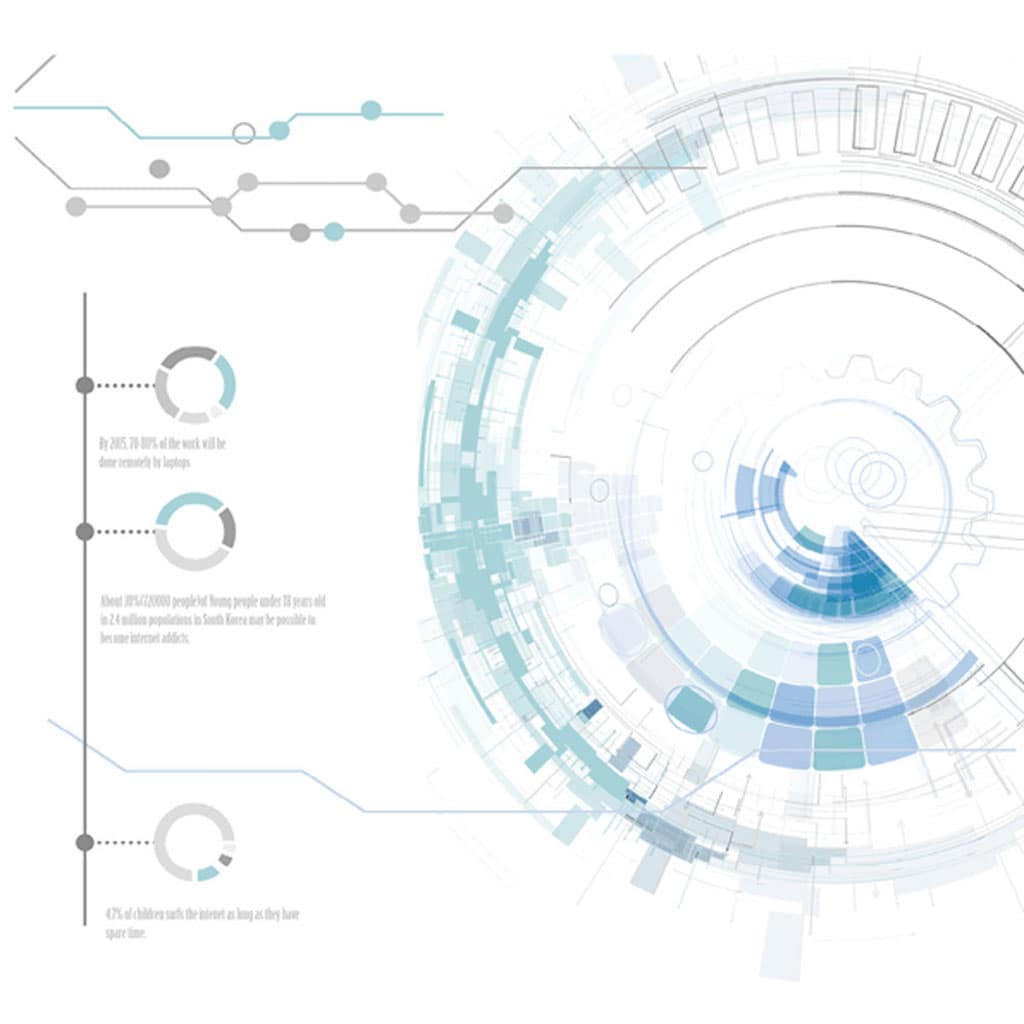 By 2015, 70-80% of the work will be
done remotely by laptops.
About 30%(720000 people)of Young people under 18 years old
in 2.4 million populations in South Korea may be possible to
become internet addicts.
47% of children surfs the intenet as long as they have
spare time.